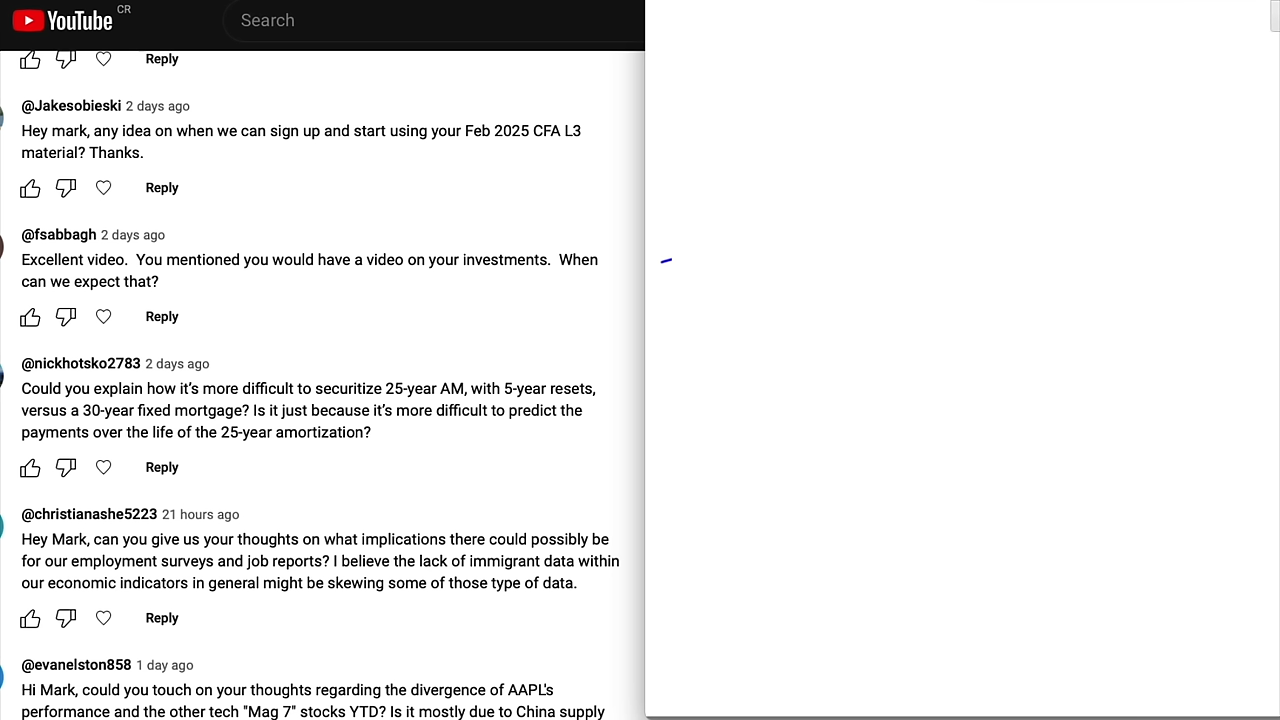 YouTube CR
Search
Reply
@Jakesobieski 2 days ago
Hey mark, any idea on when we can sign up and start using your Feb 2025 CFA L3
material? Thanks.
Reply
@fsabbagh 2 days ago
Excellent video.  You mentioned you would have a video on your investments.  When
can we expect that?
Reply
@nickhotsko2783 2 days ago
Could you explain how it’s more difficult to securitize 25-year AM, with 5-year resets,
versus a 30-year fixed mortgage? Is it just because it’s more difficult to predict the
payments over the life of the 25-year amortization?
Reply
@christianashe5223 21 hours ago
Hey Mark, can you give us your thoughts on what implications there could possibly be
for our employment surveys and job reports? I believe the lack of immigrant data within
our economic indicators in general might be skewing some of those type of data.
Reply
@evanelston858 1 day ago
Hi Mark, could you touch on your thoughts regarding the divergence of AAPL's
performance and the other tech "Mag 7" stocks YTD? Is it mostly due to China supply